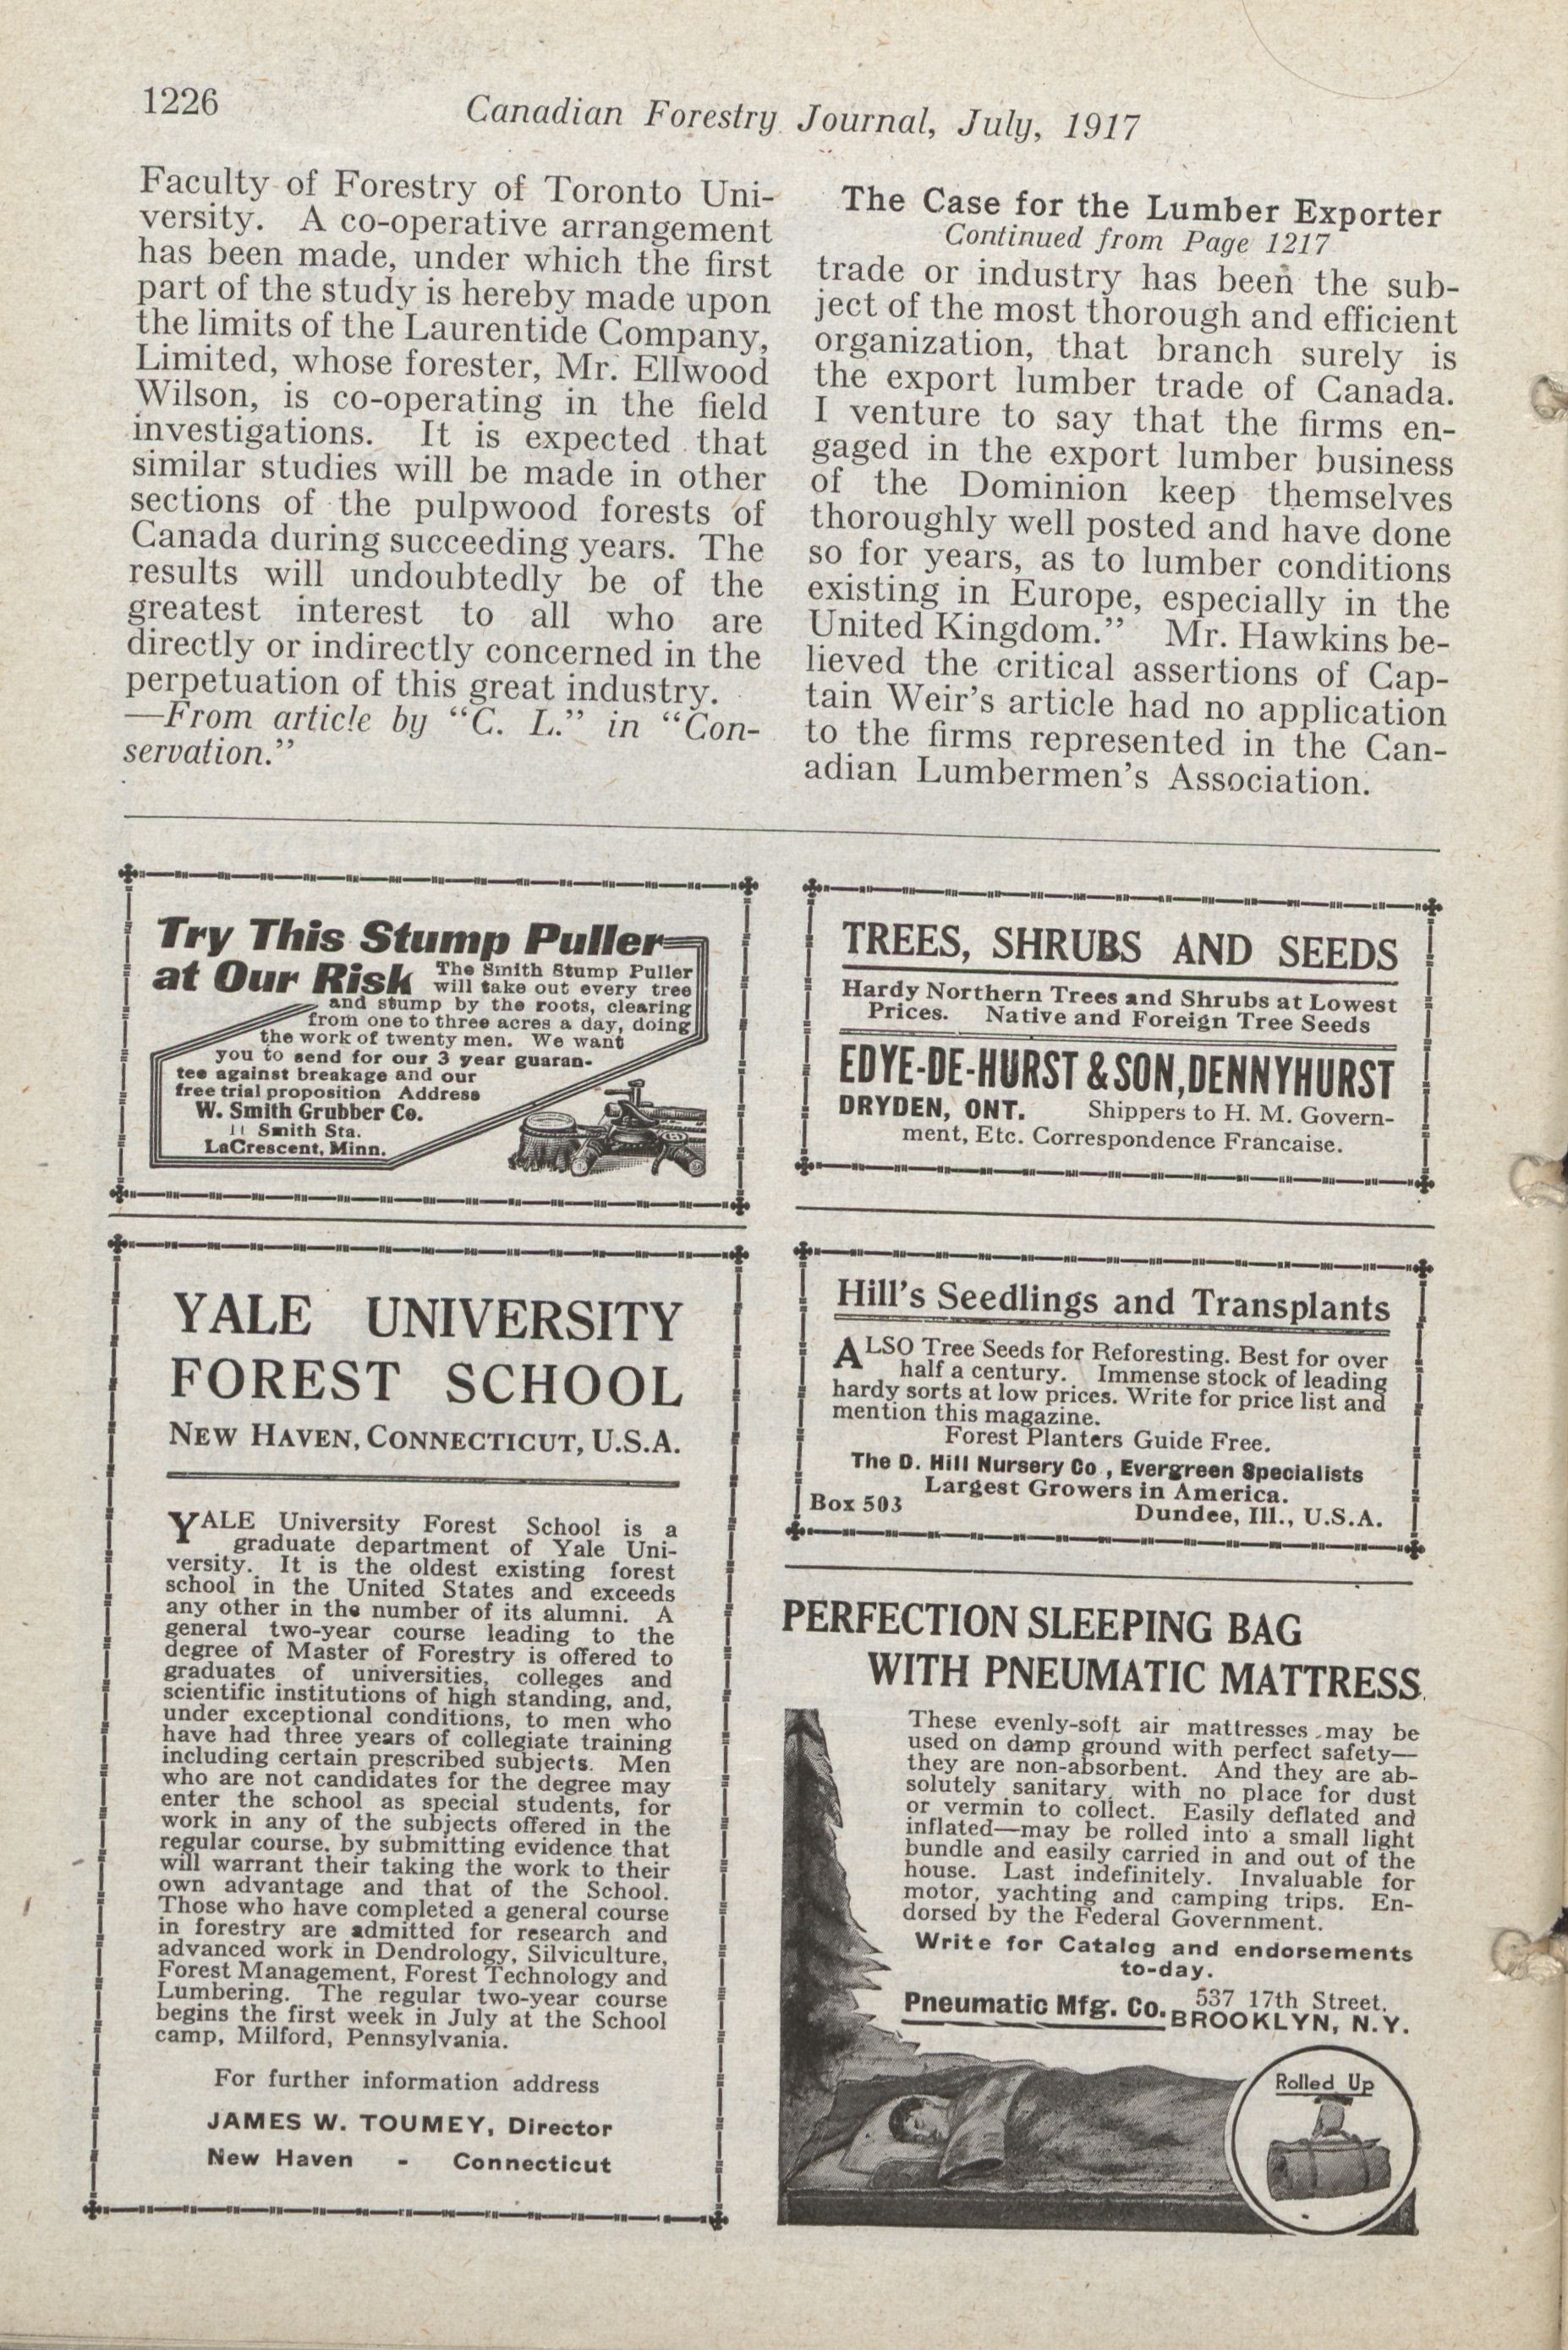 1226
Canadian Forestry Journal, July, 1917
Faculty of Forestry of Toronto Uni-
versity. A co-operative arrangement
has been made, under which the first
part of the study is hereby made upon
the limits of the Laurentide Company,
Limited, whose forester, Mr. Ellwood
Wilson, is co-operating in the field
investigations. It is expected that
similar studies will be made in other
sections of the pulpwood forests of
Canada during succeeding years. The
results will undoubtedly be of the
greatest interest to all who are
directly or indirectly concerned in the
perpetuation of this great industry.
—From article by “C. L.” in “Con-
servation.”
The Case for the Lumber Exporter
Continued from Page 1217
trade or industry has been the sub-
ject of the most thorough and efficient
organization, that branch surely is
the export lumber trade of Canada.
I venture to say that the firms en-
gaged in the export lumber business
of the Dominion keep themselves
thoroughly well posted and have done
so for years, as to lumber conditions
existing in Europe, especially in the
United Kingdom.” Mr. Hawkins be-
lieved the critical assertions of Cap-
tain Weir’s article had no application
to the firms represented in the Can-
adian Lumbermen’s Association.
Try This Stump Puller
at Our Risk
The Smith Stump Puller
will take out every tree
and stump by the roots, clearing
from one to three acres a day, doing
the work of twenty men. We want
you to send for our 3 year guaran-
tee against breakage and our
free trial proposition Address
W. Smith Grubber Co.
11 Smith Sta.
LaCrescent, Minn.
TREES, SHRUBS AND SEEDS
Hardy Northern Trees and Shrubs at Lowest
Prices. Native and Foreign Tree Seeds
EDYE-DE-HURST & SON, DENNYHURST
DRYDEN, ONT. Shippers to H. M. Govern-
ment, Etc. Correspondence Francaise.
YALE UNIVERSITY
FOREST SCHOOL
NEW HAVEN, CONNECTICUT, U.S.A.
YALE University Forest School is a
graduate department of Yale Uni-
versity. It is the oldest existing forest
school in the United States and exceeds
any other in the number of its alumni. A
general two-year course leading to the
degree of Master of Forestry is offered to
graduates of universities, colleges and
scientific institutions of high standing, and,
under exceptional conditions, to men who
have had three years of collegiate training
including certain prescribed subjects. Men
who are not candidates for the degree may
enter the school as special students, for
work in any of the subjects offered in the
regular course, by submitting evidence that
will warrant their taking the work to their
own advantage and that of the School.
Those who have completed a general course
in forestry are admitted for research and
advanced work in Dendrology, Silviculture,
Forest Management, Forest Technology and
Lumbering. The regular two-year course
begins the first week in July at the School
camp, Milford, Pennsylvania.
For further information address
JAMES W. TOUMEY, Director
New Haven - Connecticut
Hill’s Seedlings and Transplants
ALSO Tree Seeds for Reforesting. Best for over
half a century. Immense stock of leading
hardy sorts at low prices. Write for price list and
mention this magazine.
Forest Planters Guide Free.
The D. Hill Nursery Co , Evergreen Specialists
Largest Growers in America.
Box 503
Dundee, Ill., U.S.A.
PERFECTION SLEEPING BAG
WITH PNEUMATIC MATTRESS
These evenly-soft air mattresses may be
used on damp ground with perfect safety—
they are non-absorbent. And they are ab-
solutely sanitary, with no place for dust
or vermin to collect. Easily deflated and
inflated—may be rolled into a small light
bundle and easily carried in and out of the
house. Last indefinitely. Invaluable for
motor, yachting and camping trips. En-
dorsed by the Federal Government.
Write for Catalog and endorsements
to-day.
Pneumatic Mfg. Co. 537 17th Street,
BROOKLYN, N.Y.
Rolled Up